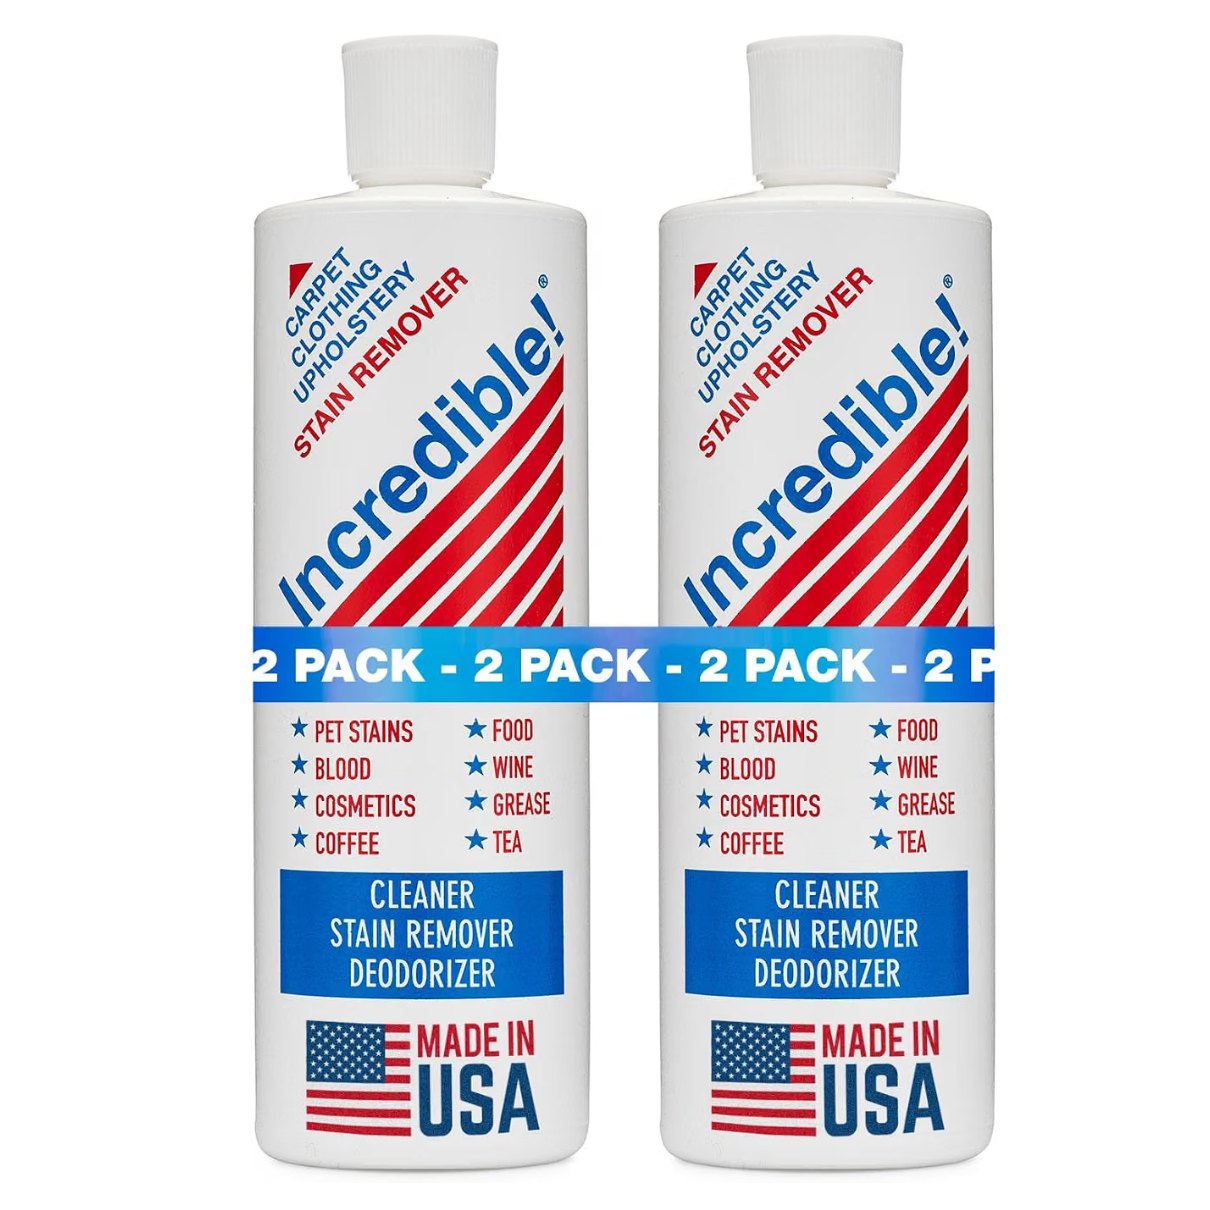 CARPET
CLOTHING
UPHOLSTERY
STAIN REMOVER
Incredible!®
CARPET
CLOTHING
UPHOLSTERY
STAIN REMOVER
Incredible!®
2 PACK - 2 PACK - 2 PACK - 2 P
PET STAINS
FOOD
BLOOD
WINE
COSMETICS
GREASE
COFFEE
TEA
CLEANER
STAIN REMOVER
DEODORIZER
MADE IN
USA
PET STAINS
FOOD
BLOOD
WINE
COSMETICS
GREASE
COFFEE
TEA
CLEANER
STAIN REMOVER
DEODORIZER
MADE IN
USA